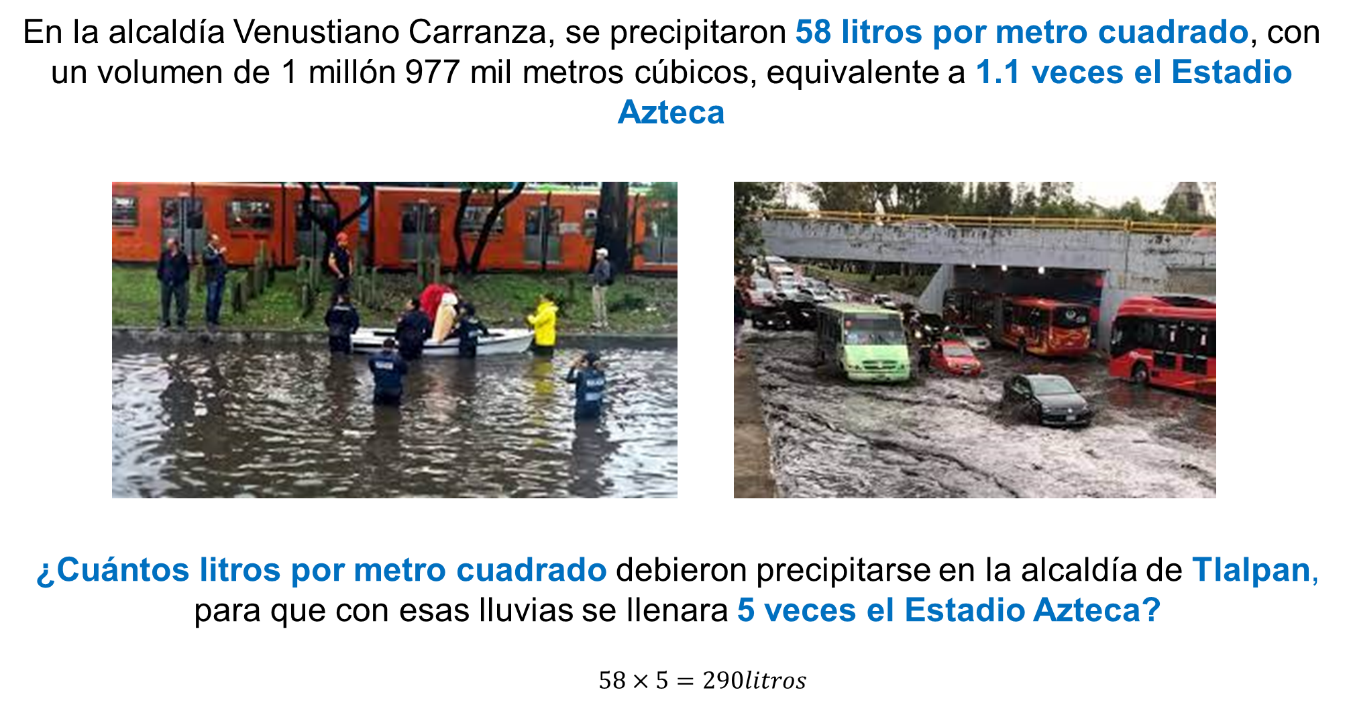 En la alcaldía Venustiano Carranza, se precipitaron 58 litros por metro cuadrado, con
un volumen de 1 millón 977 mil metros cúbicos, equivalente a 1.1 veces el Estadio
Azteca
¿Cuántos litros por metro cuadrado debieron precipitarse en la alcaldía de Tlalpan,
para que con esas lluvias se llenara 5 veces el Estadio Azteca?
58 × 5 = 290litros